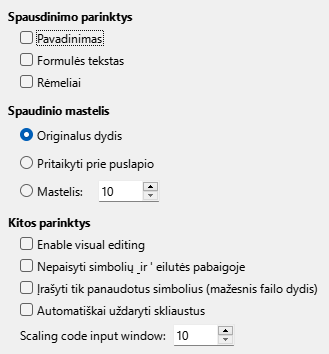 Spausdinimo parinktys
Pavadinimas
Formulės tekstas
Rėmeliai
Spaudinio mastelis
Originalus dydis
Pritaikyti prie puslapio
Mastelis: 10
Kitos parinktys
Enable visual editing
Nepaisyti simbolių _ir ' eilutės pabaigoje
Įrašyti tik panaudotus simbolius (mažesnis failo dydis)
Automatiškai uždaryti skliaustus
Scaling code input window: 10